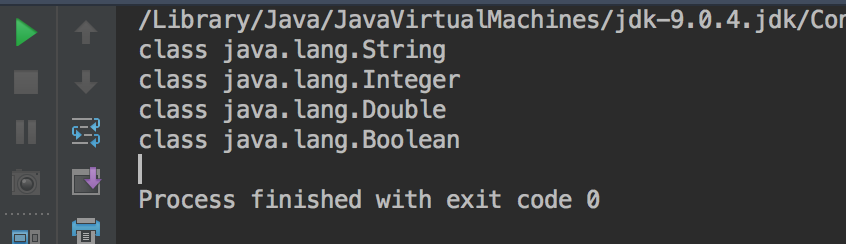 /Library/Java/JavaVirtualMachines/jdk-9.0.4.jdk/Con
class java.lang.String
class java.lang.Integer
class java.lang.Double
class java.lang.Boolean
Process finished with exit code 0